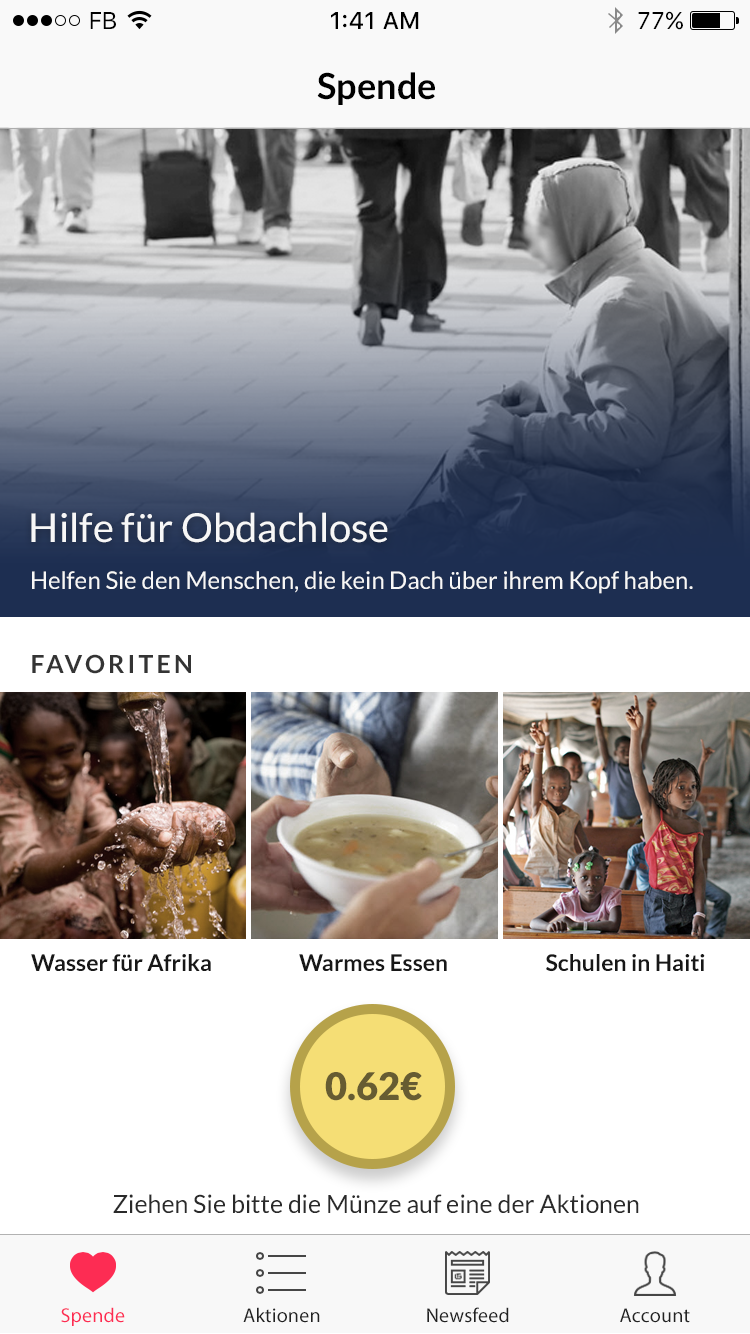 FB 1:41 AM 77%
Spende
Hilfe für Obdachlose
Helfen Sie den Menschen, die kein Dach über ihrem Kopf haben.
FAVORITEN
Wasser für Afrika Warmes Essen Schulen in Haiti
0.62€
Ziehen Sie bitte die Münze auf eine der Aktionen
Spende Aktionen Newsfeed Account